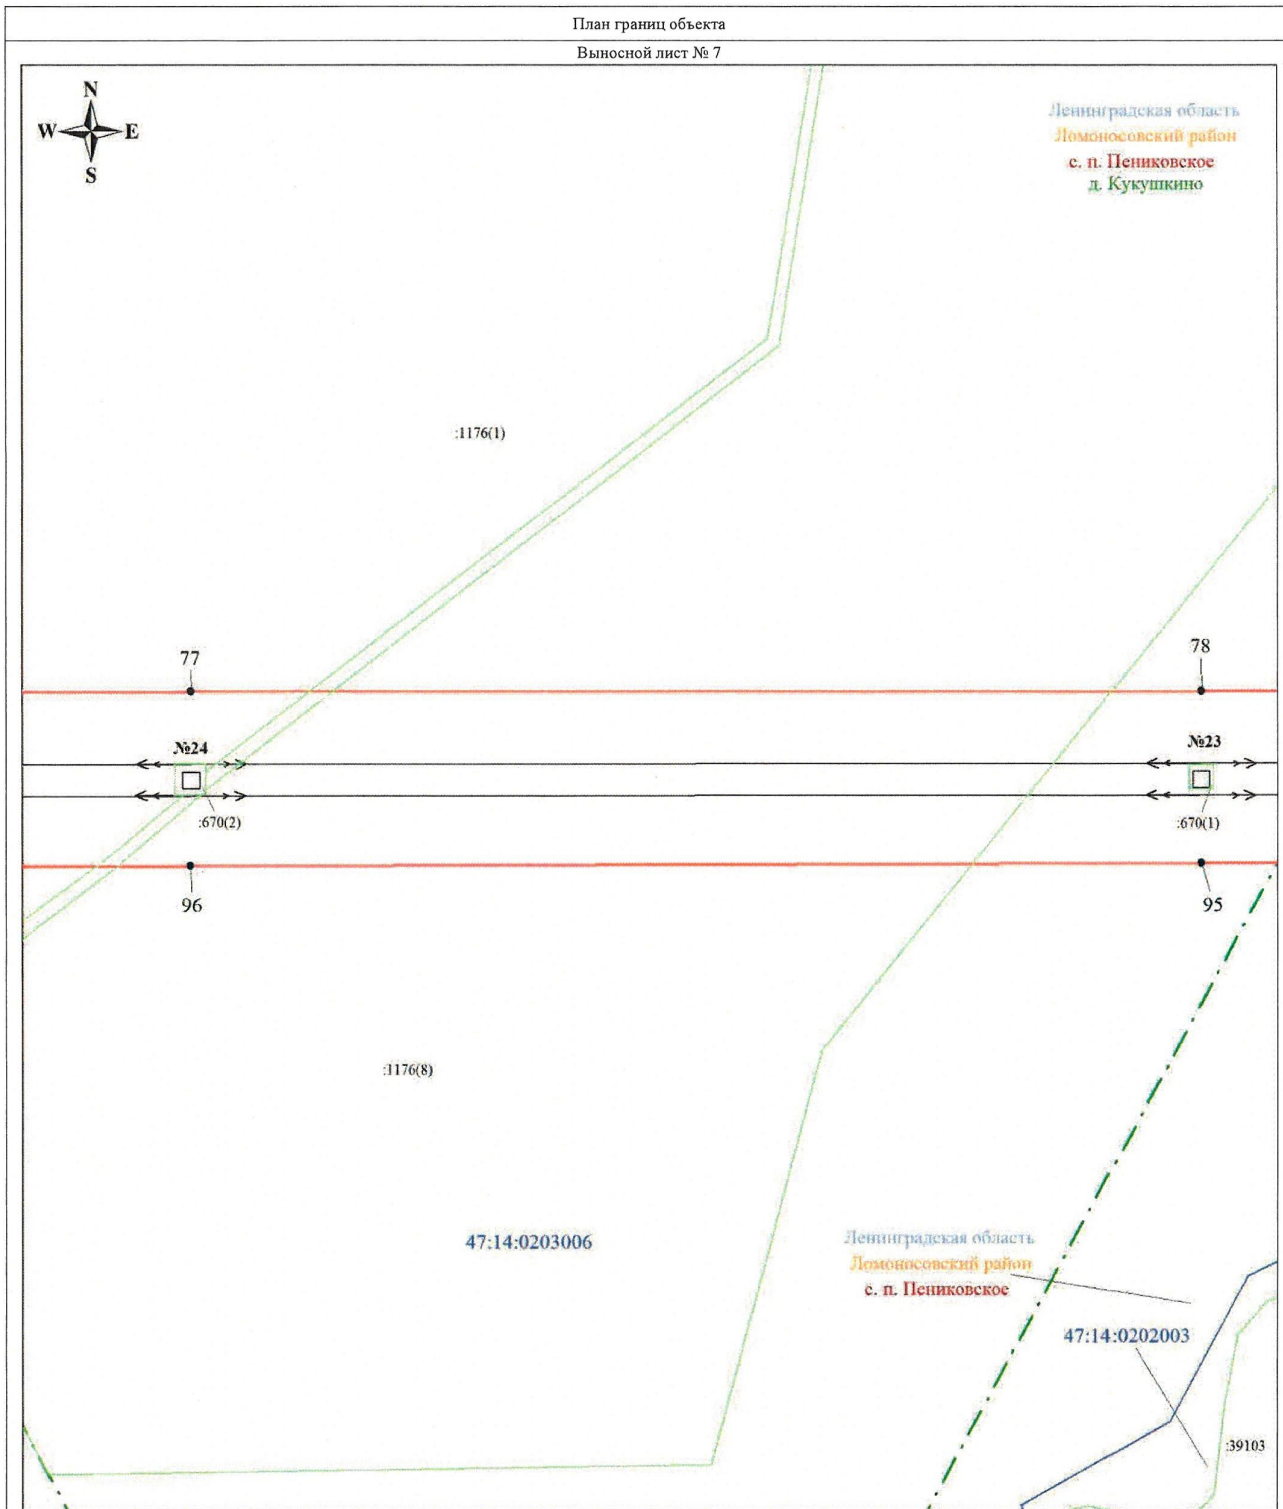 План границ объекта
Выносной лист № 7
N
W E
S
Ленинградская область
Ломоносовский район
с. п. Пениковское
д. Кукушкино
:1176(1)
77
78
№24
№23
:670(2)
:670(1)
96
95
:1176(8)
47:14:0203006
Ленинградская область
Ломоносовский район
с. п. Пениковское
47:14:0202003
:39103